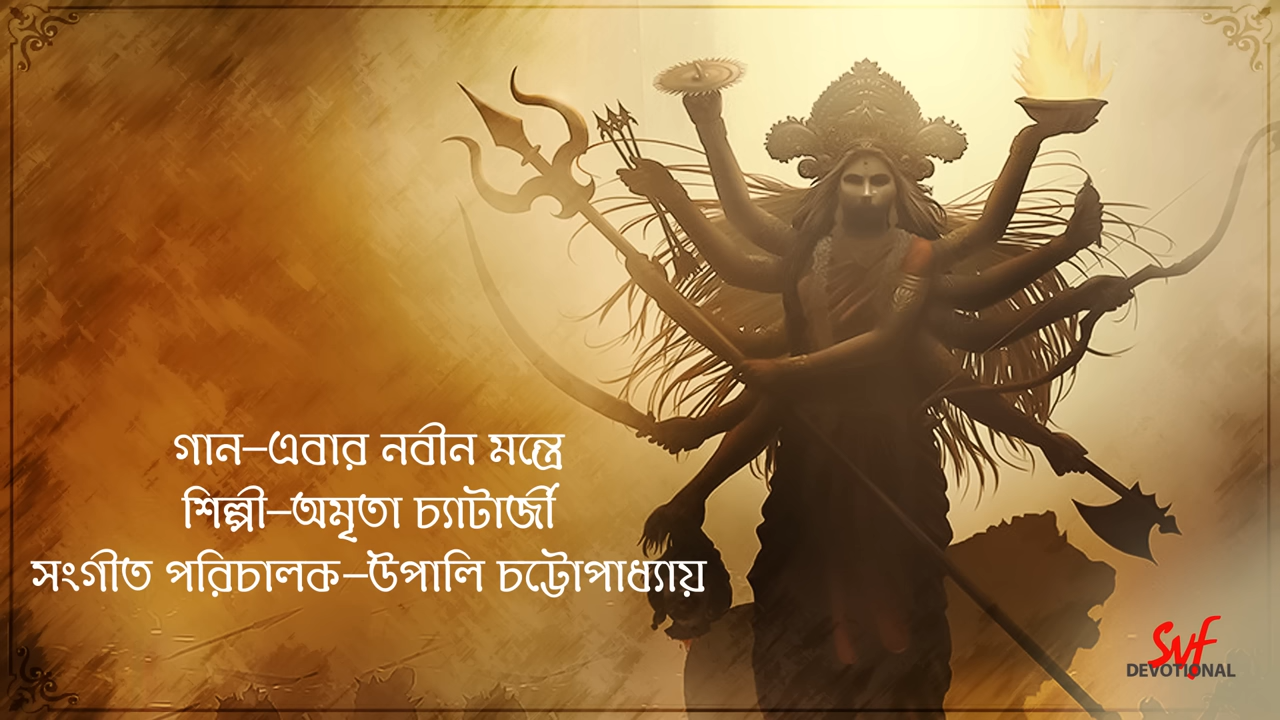 গান–এবার নবীন মন্ত্রে
শিল্পী–অমৃতা চ্যাটার্জী
সংগীত পরিচালক–উপালি চট্টোপাধ্যায়
SVF
DEVOTIONAL